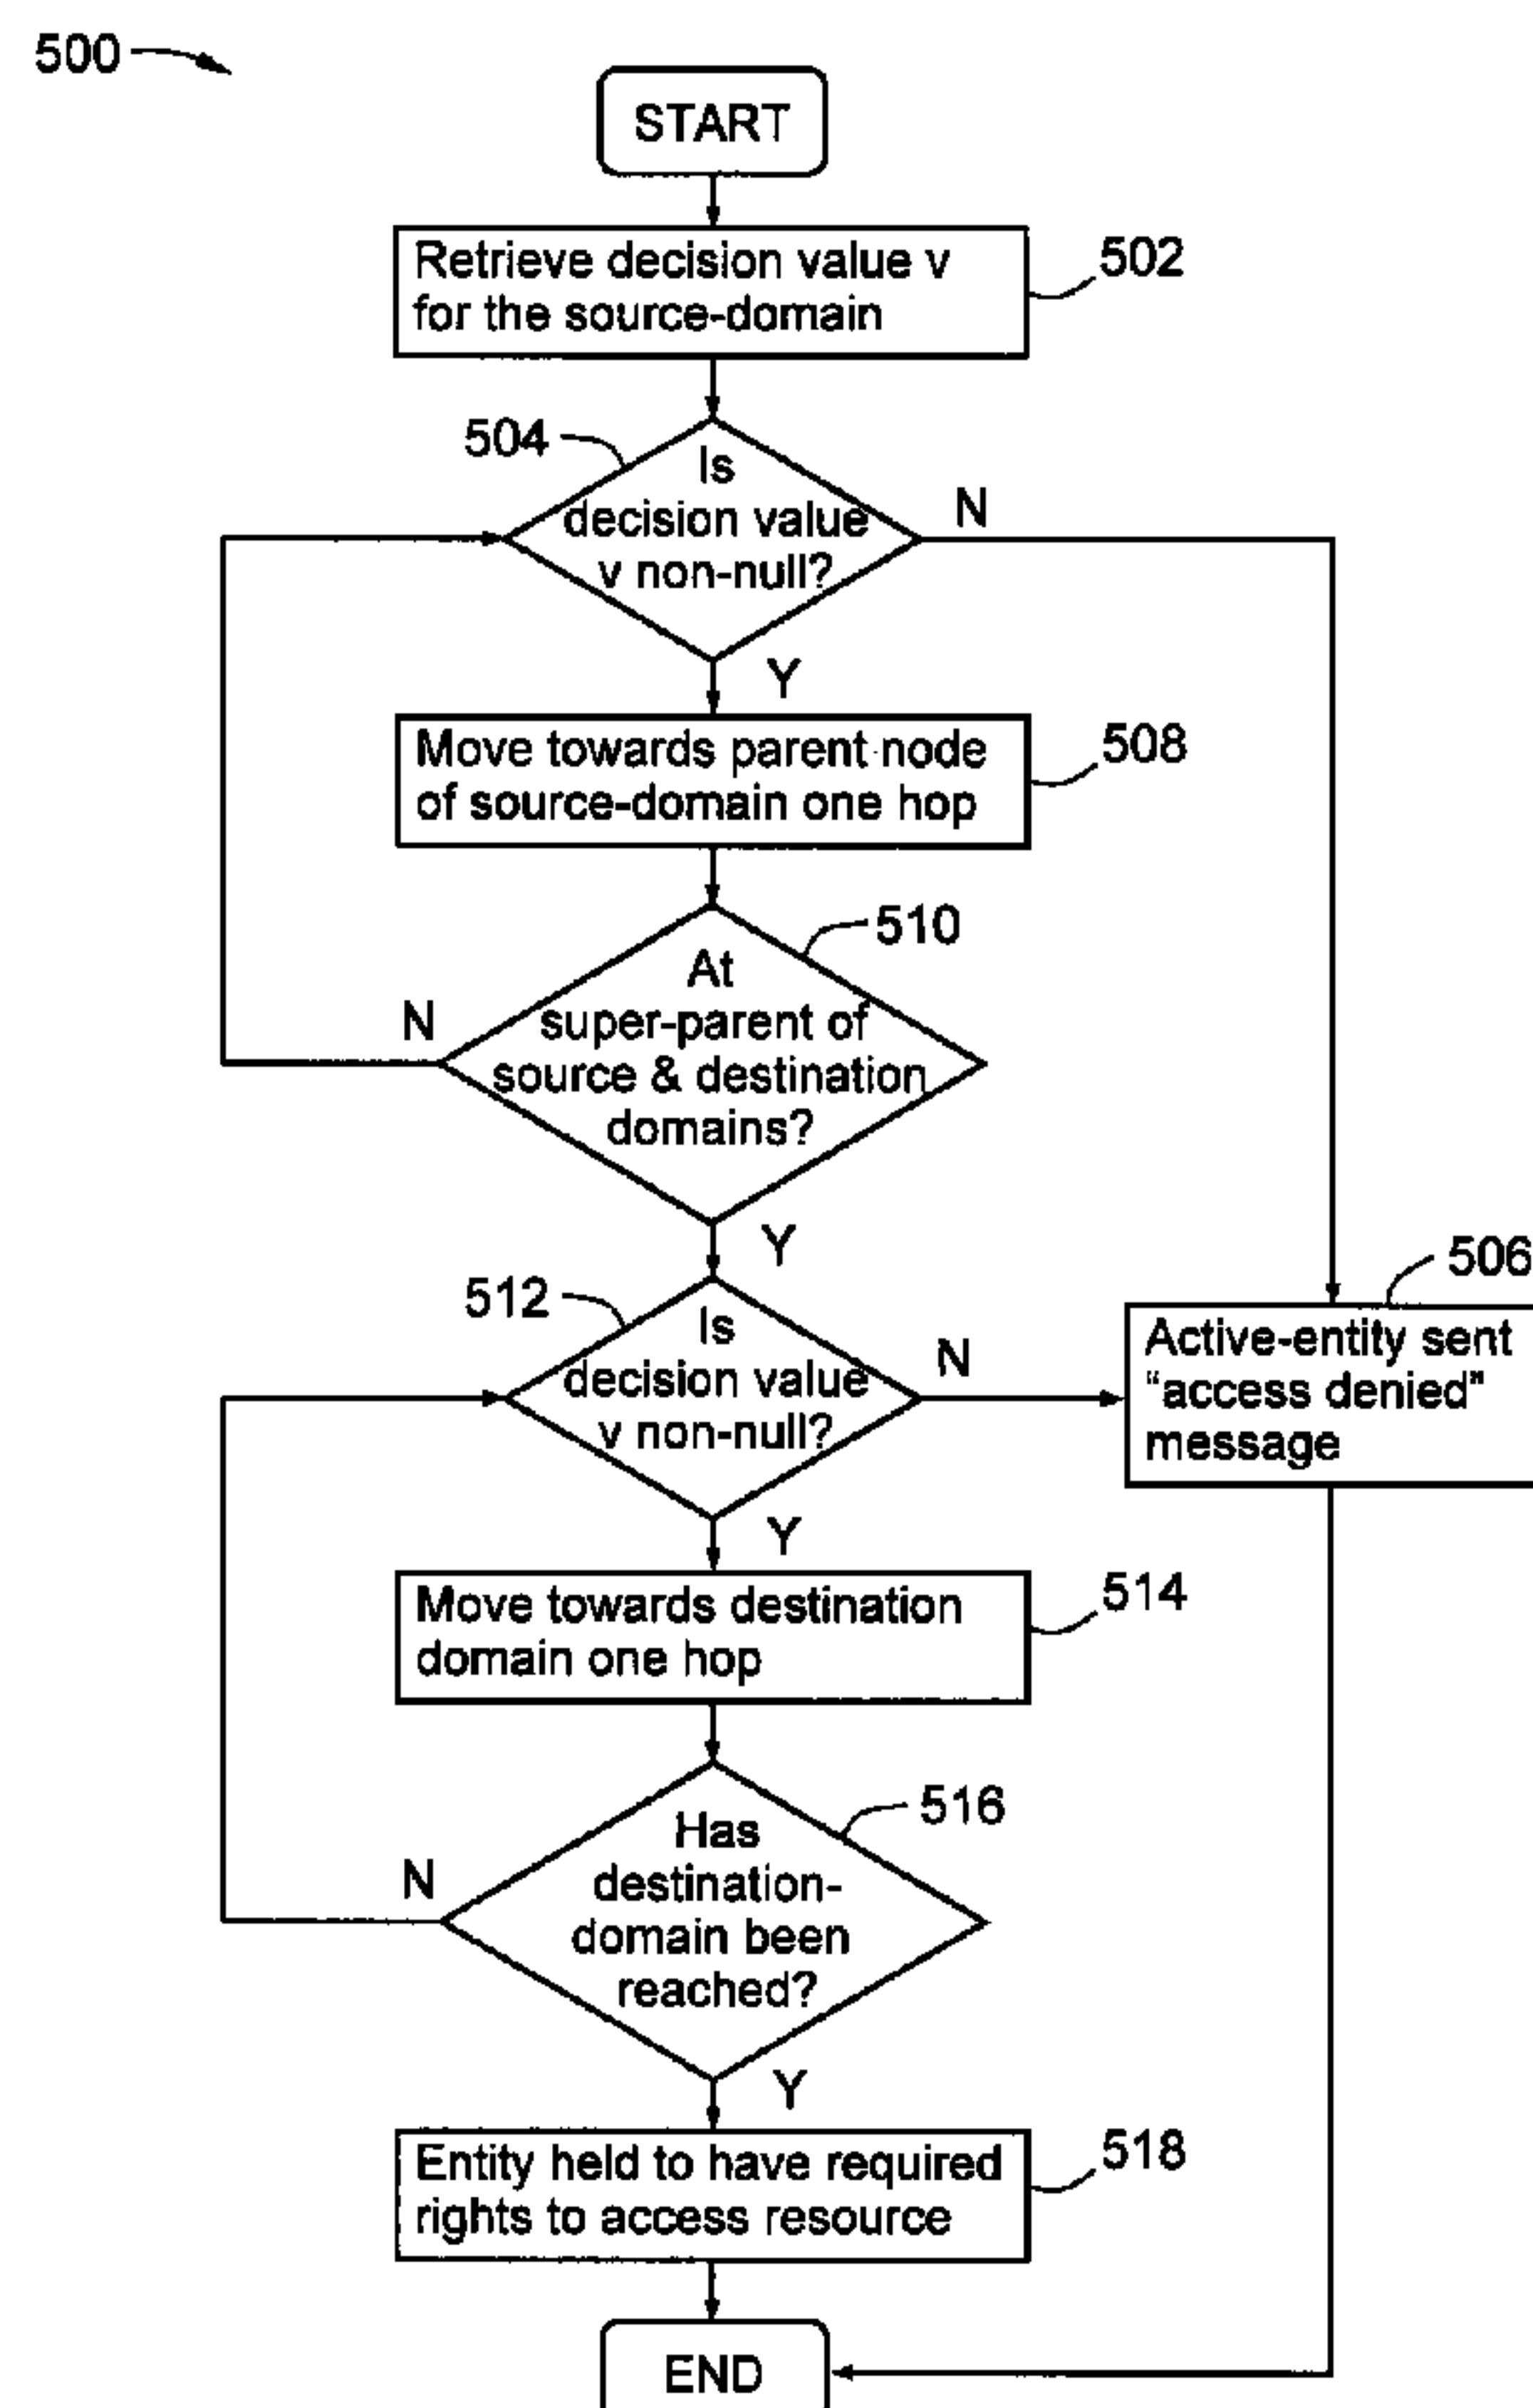 500
START
Retrieve decision value v
for the source-domain
502
504
Is
decision value
v non-null?
N
Y
Move towards parent node
of source-domain one hop
508
510
At
super-parent of
source & destination
domains?
N
Y
512
Is
decision value
v non-null?
N
Y
506
Active-entity sent
“access denied”
message
Move towards destination
domain one hop
514
516
Has
destination-
domain been
reached?
N
Y
Entity held to have required
rights to access resource
518
END